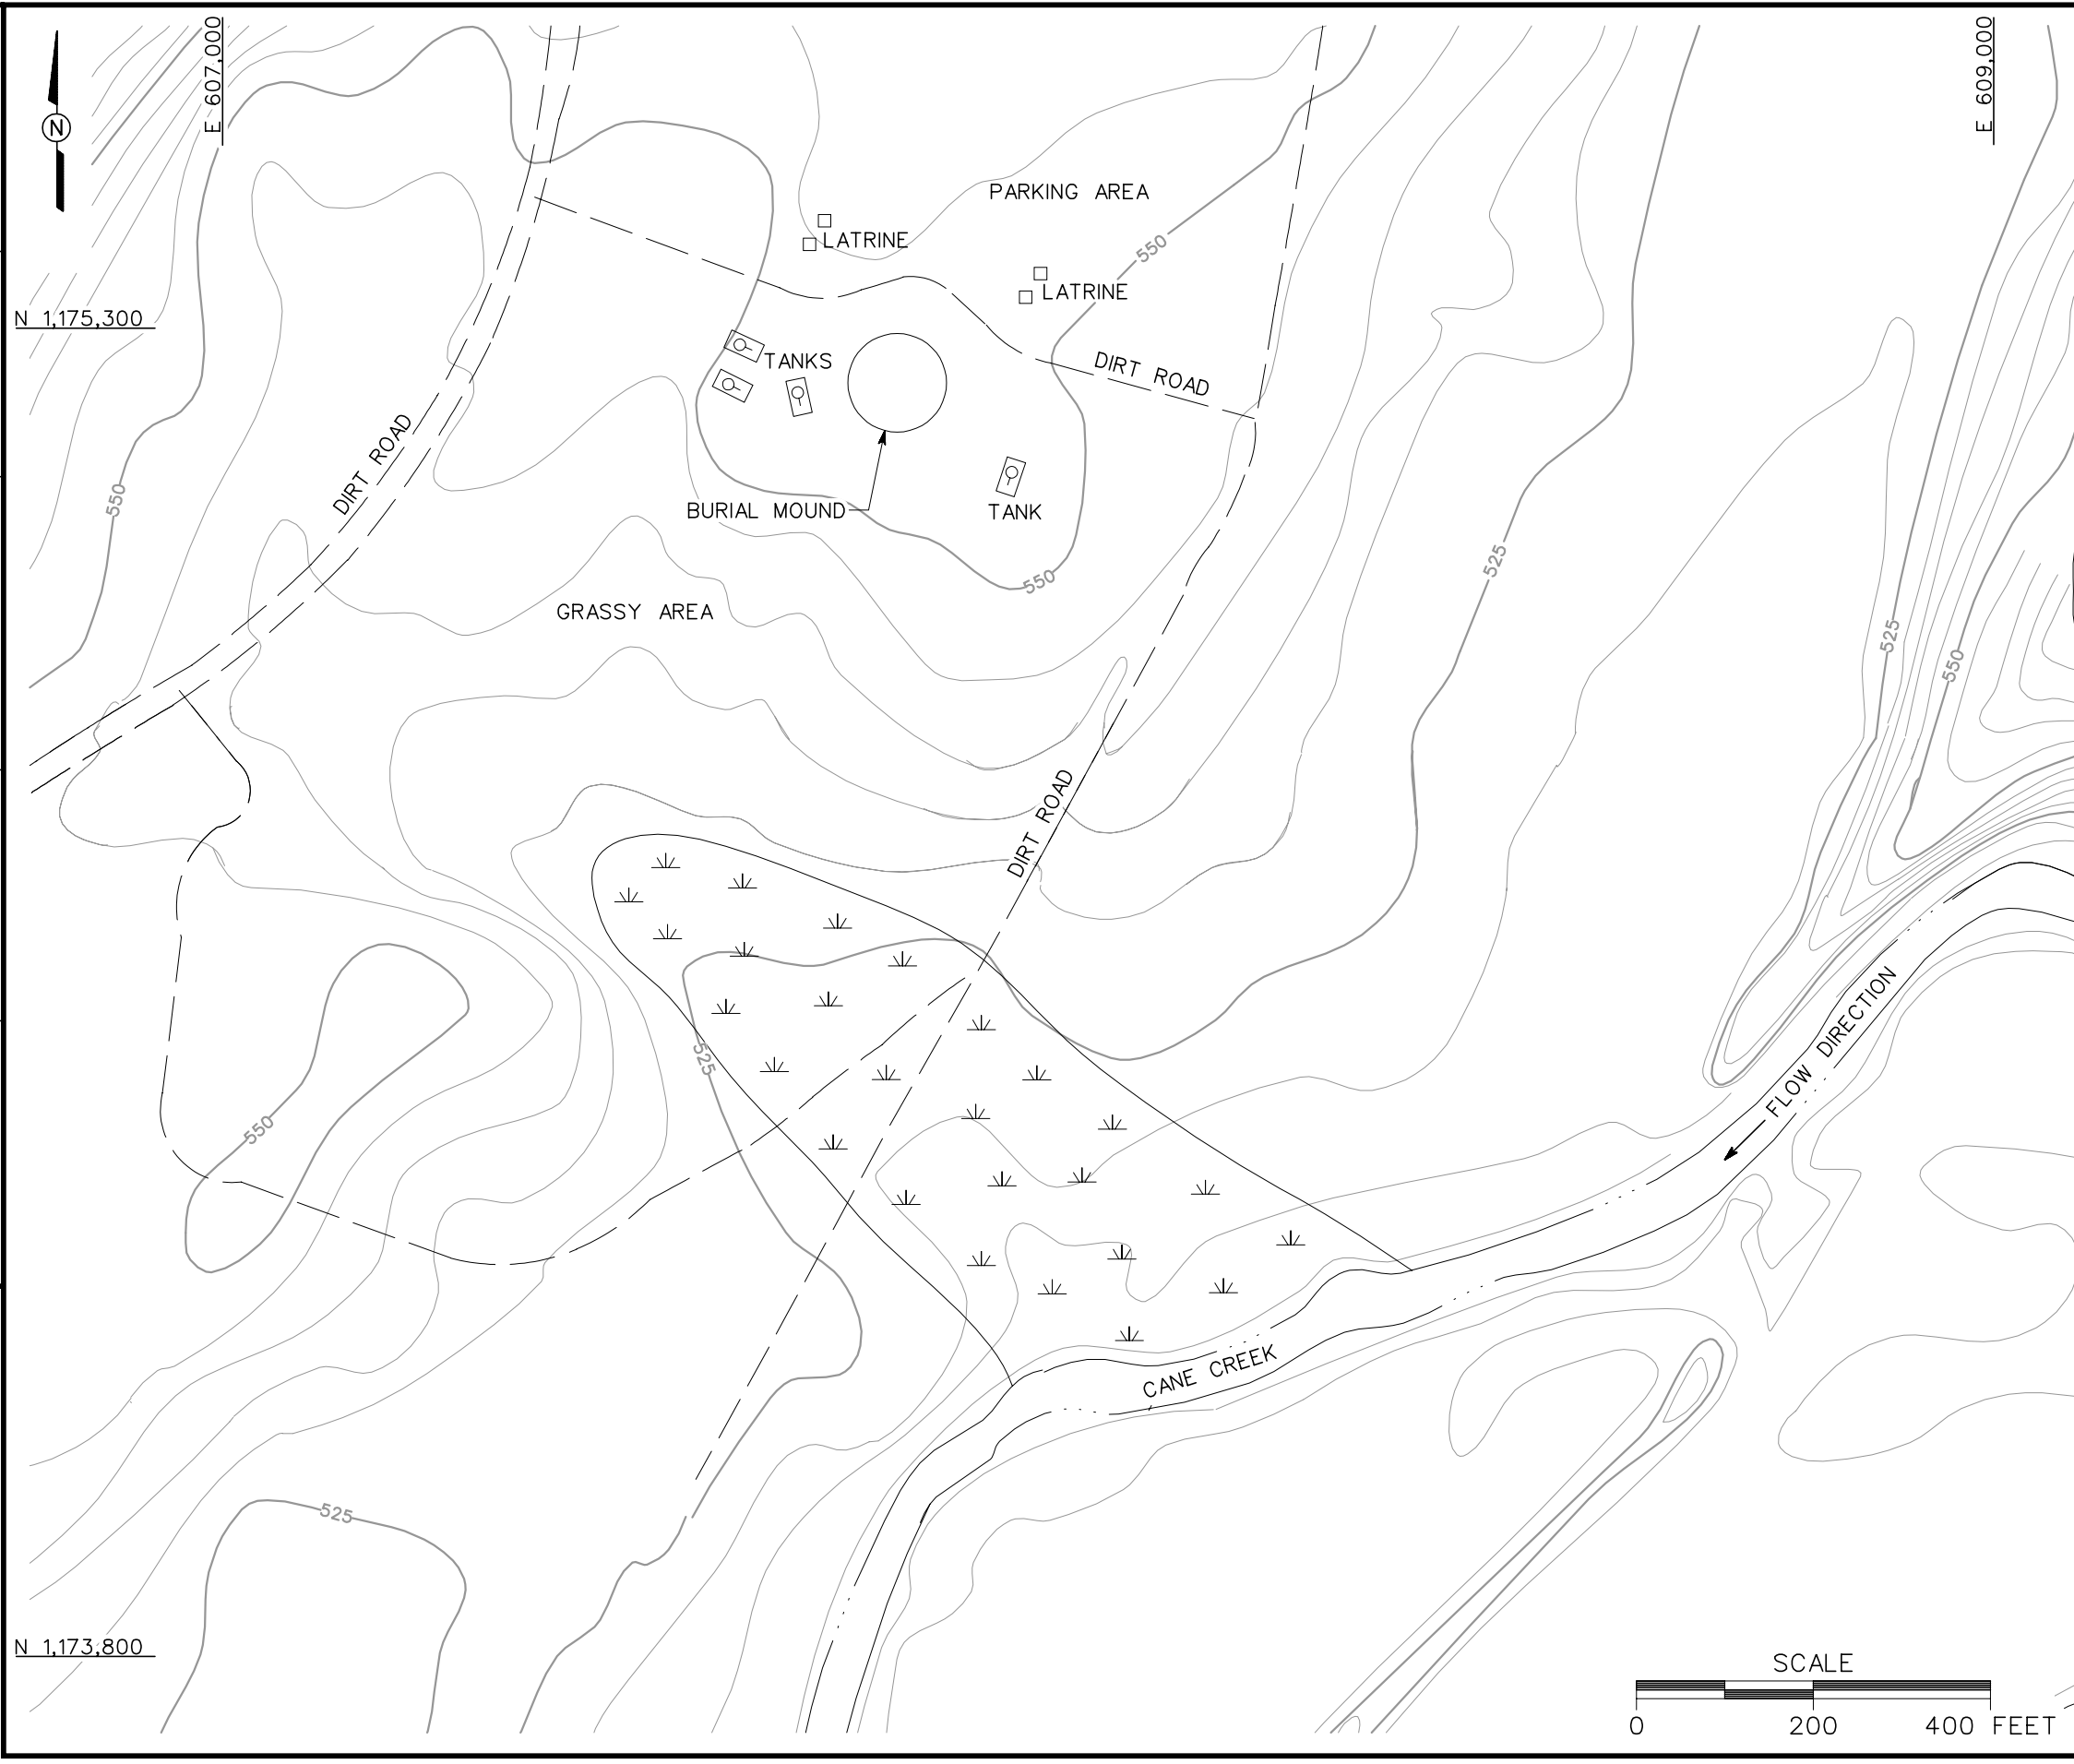 E 607,000
E 609,000
N
PARKING AREA
LATRINE
550
LATRINE
N 1,175,300
TANKS
DIRT ROAD
DIRT ROAD
550
BURIAL MOUND
TANK
525
550
GRASSY AREA
525
550
DIRT ROAD
FLOW DIRECTION
525
550
CANE CREEK
525
N 1,173,800
SCALE
0 200 400 FEET